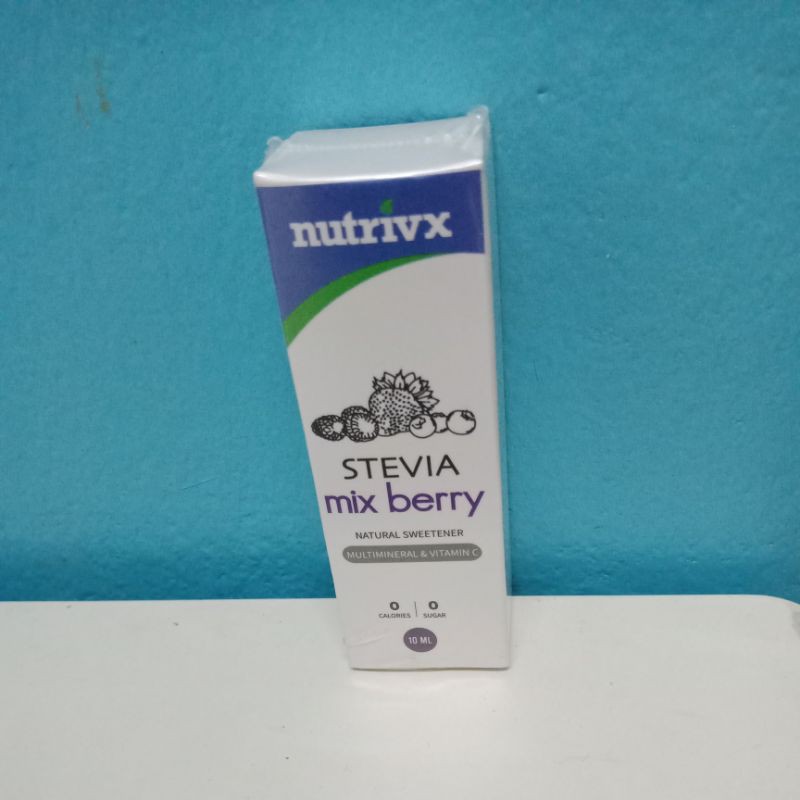 nutrivx
STEVIA
mix berry
NATURAL SWEETENER
MULTIMINERAL & VITAMIN C
0 0
CALORIES SUGAR
10 ML